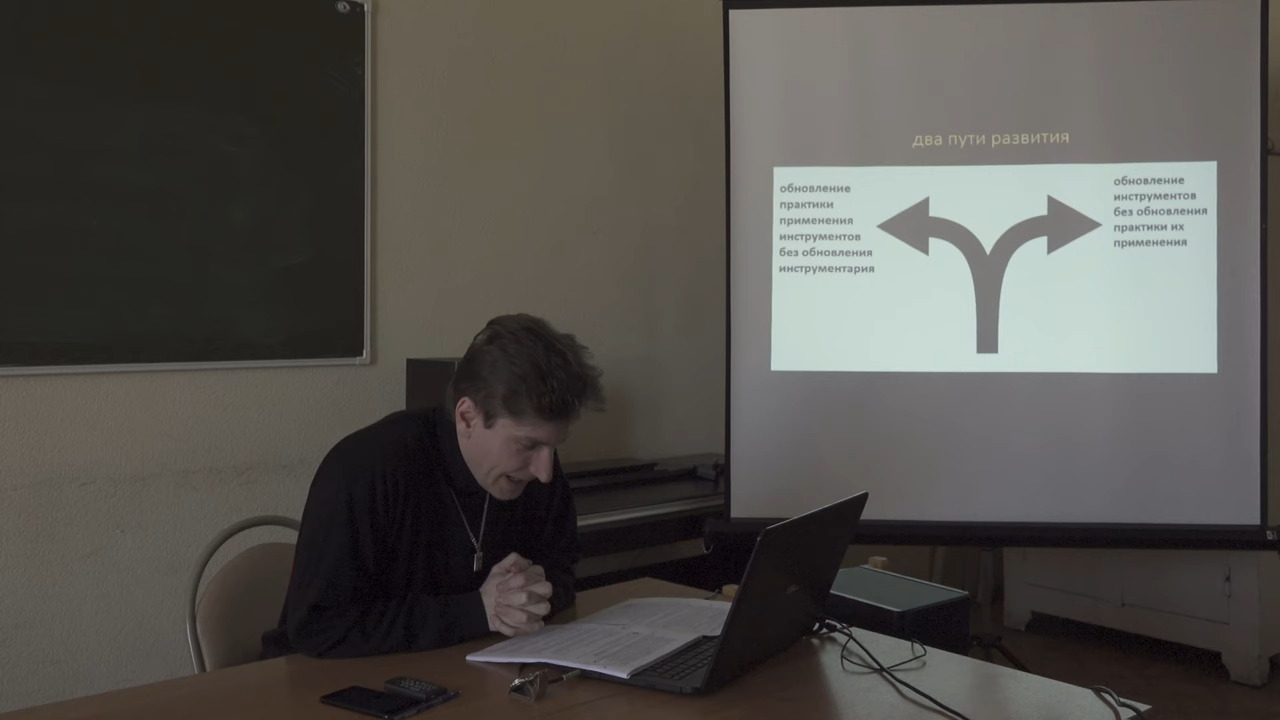 два пути развития
обновление
практики
применения
инструментов
без обновления
инструментария
обновление
инструментов
без обновления
практики их
применения